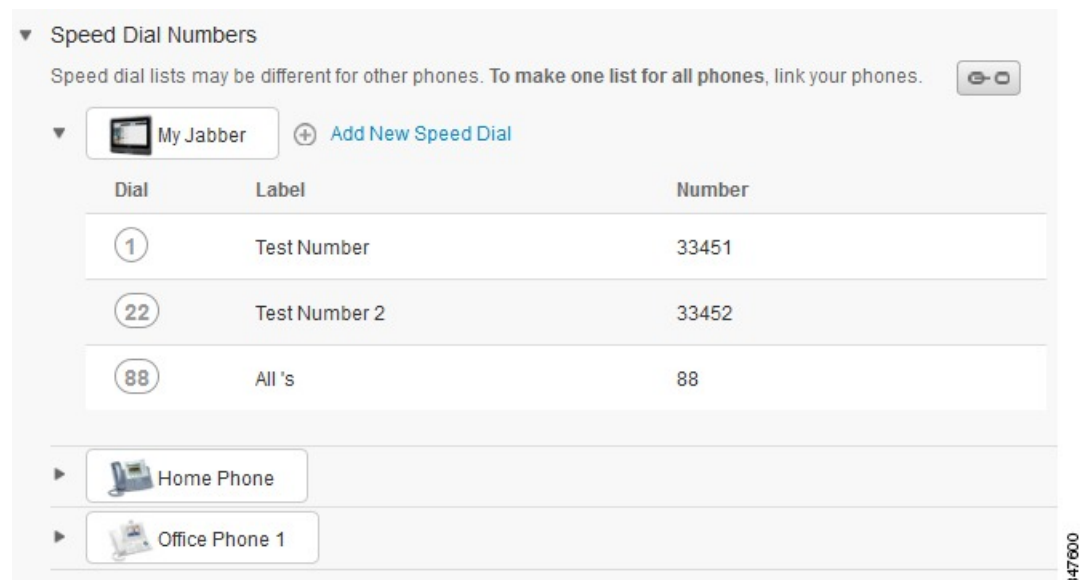 Speed Dial Numbers
Speed dial lists may be different for other phones. To make one list for all phones, link your phones.
My Jabber
Add New Speed Dial
Dial Label Number
1 Test Number 33451
22 Test Number 2 33452
88 All 's 88
Home Phone
Office Phone 1
347600